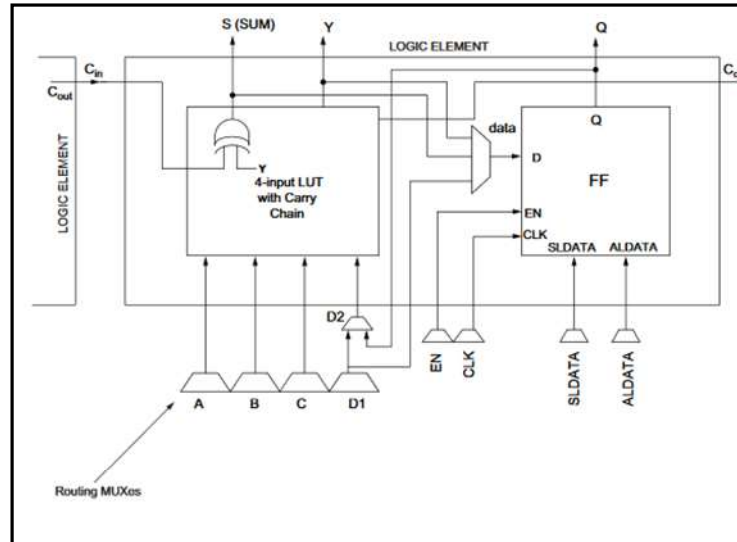 S (SUM)
Y
Q
LOGIC ELEMENT
Cin
Cout
LOGIC ELEMENT
data
Q
Y
4-input LUT
with Carry
Chain
D
FF
EN
CLK
SLDATA
ALDATA
D2
EN
CLK
SLDATA
ALDATA
A
B
C
D1
Routing MUXes